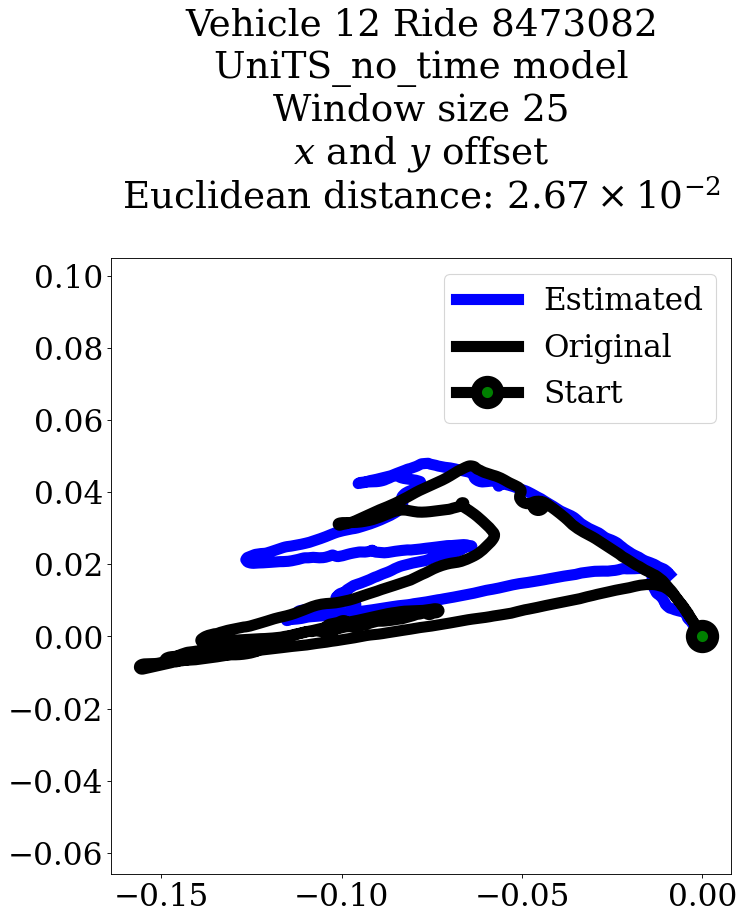 Vehicle 12 Ride 8473082
UniTS_no_time model
Window size 25
x and y offset
Euclidean distance: 2.67 × 10⁻²
Estimated
Original
Start
0.10
0.08
0.06
0.04
0.02
0.00
−0.02
−0.04
−0.06
−0.15
−0.10
−0.05
0.00